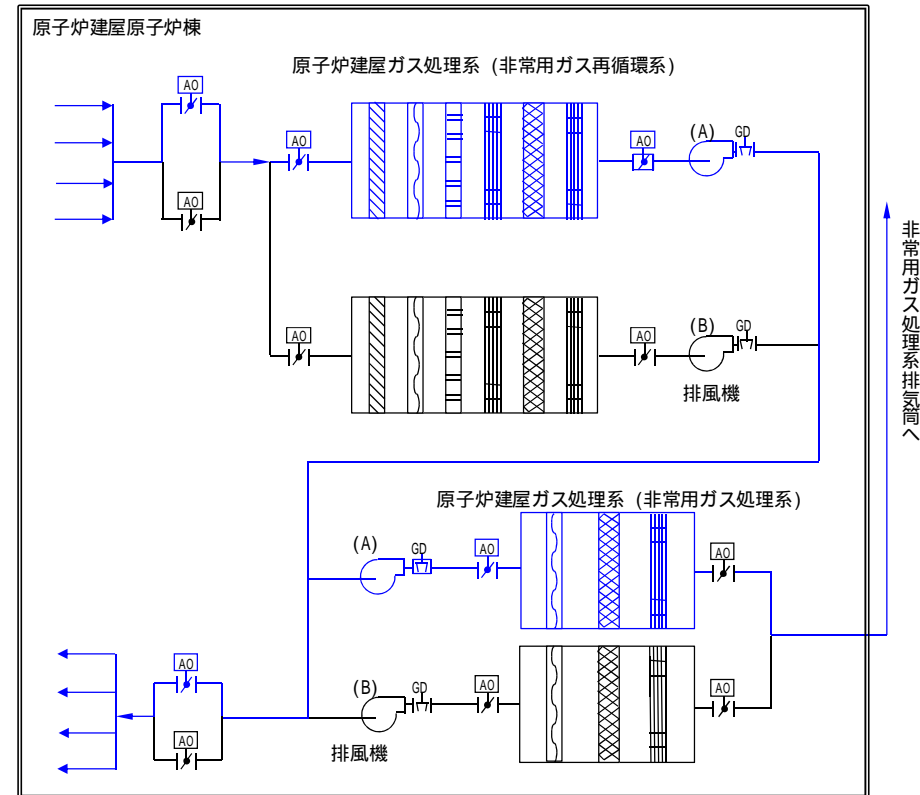 原子炉建屋原子炉棟
原子炉建屋ガス処理系 (非常用ガス再循環系)
AO
AO
AO
AO
(A)
GD
AO
AO
(B)
GD
排風機
非常用ガス処理系排気筒へ
原子炉建屋ガス処理系 (非常用ガス処理系)
(A)
GD
AO
AO
AO
AO
(B)
GD
AO
AO
排風機